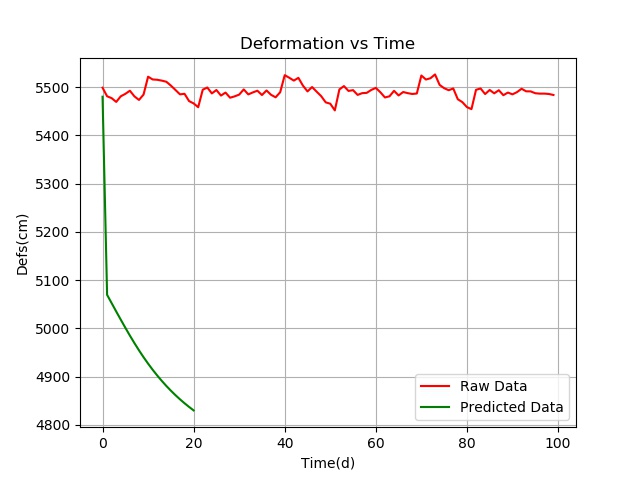 Deformation vs Time
Defs(cm)
5500
5400
5300
5200
5100
5000
4900
4800
0 20 40 60 80 100
Time(d)
Raw Data
Predicted Data